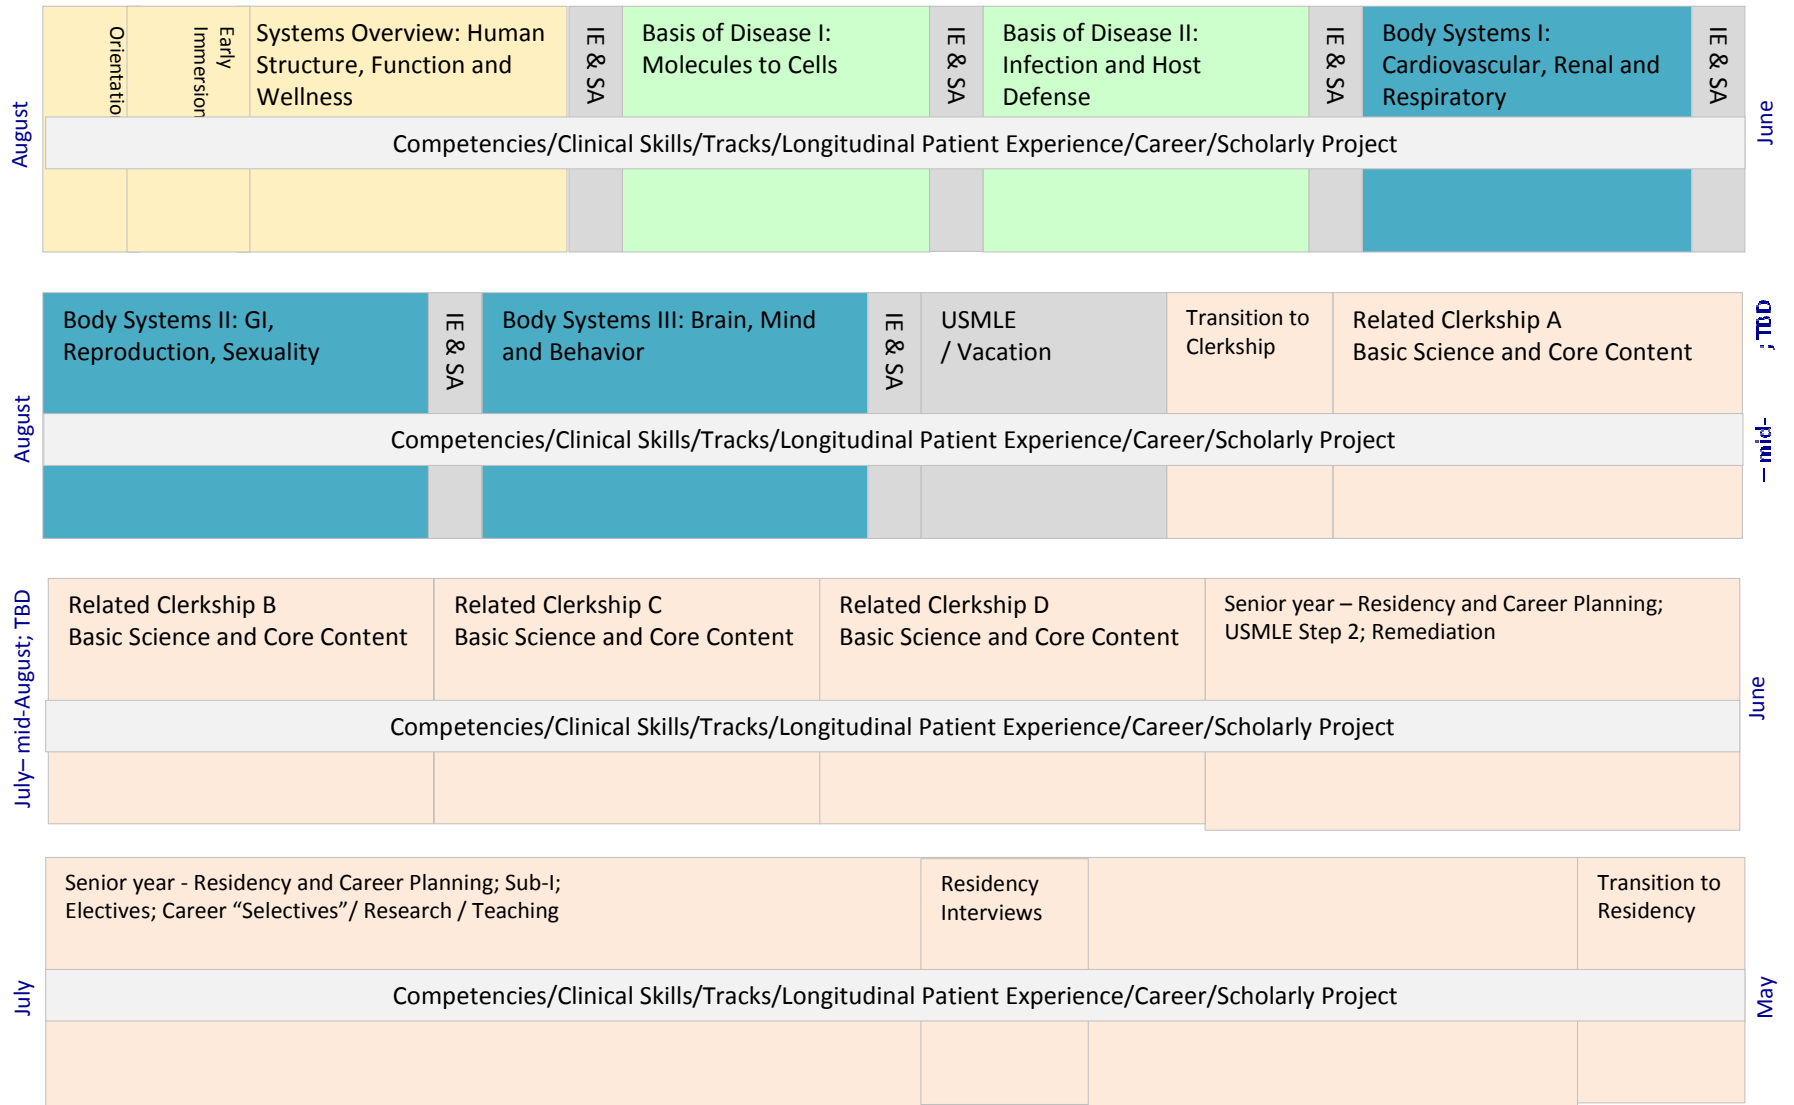 August
Orientatio
Early
Immersion
Systems Overview: Human
Structure, Function and
Wellness
IE & SA
Basis of Disease I:
Molecules to Cells
IE & SA
Basis of Disease II:
Infection and Host
Defense
IE & SA
Body Systems I:
Cardiovascular, Renal and
Respiratory
IE & SA
June
Competencies/Clinical Skills/Tracks/Longitudinal Patient Experience/Career/Scholarly Project
August
Body Systems II: GI,
Reproduction, Sexuality
IE & SA
Body Systems III: Brain, Mind
and Behavior
IE & SA
USMLE
/ Vacation
Transition to
Clerkship
Related Clerkship A
Basic Science and Core Content
– mid-
; TBD
Competencies/Clinical Skills/Tracks/Longitudinal Patient Experience/Career/Scholarly Project
July– mid-August; TBD
Related Clerkship B
Basic Science and Core Content
Related Clerkship C
Basic Science and Core Content
Related Clerkship D
Basic Science and Core Content
Senior year – Residency and Career Planning;
USMLE Step 2; Remediation
June
Competencies/Clinical Skills/Tracks/Longitudinal Patient Experience/Career/Scholarly Project
July
Senior year - Residency and Career Planning; Sub-I;
Electives; Career “Selectives”/ Research / Teaching
Residency
Interviews
Transition to
Residency
May
Competencies/Clinical Skills/Tracks/Longitudinal Patient Experience/Career/Scholarly Project